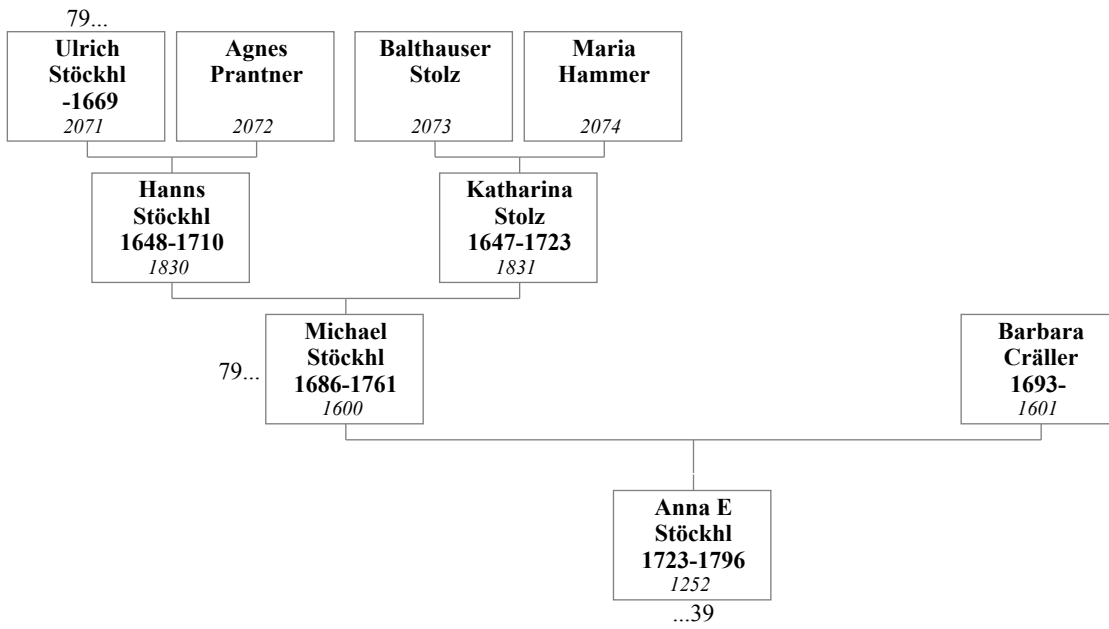 79...
Ulrich
Stöckhl
-1669
2071
Agnes
Prantner
2072
Balthauser
Stolz
2073
Maria
Hammer
2074
Hanns
Stöckhl
1648-1710
1830
Katharina
Stolz
1647-1723
1831
79...
Michael
Stöckhl
1686-1761
1600
Barbara
Cräller
1693-
1601
Anna E
Stöckhl
1723-1796
1252
...39